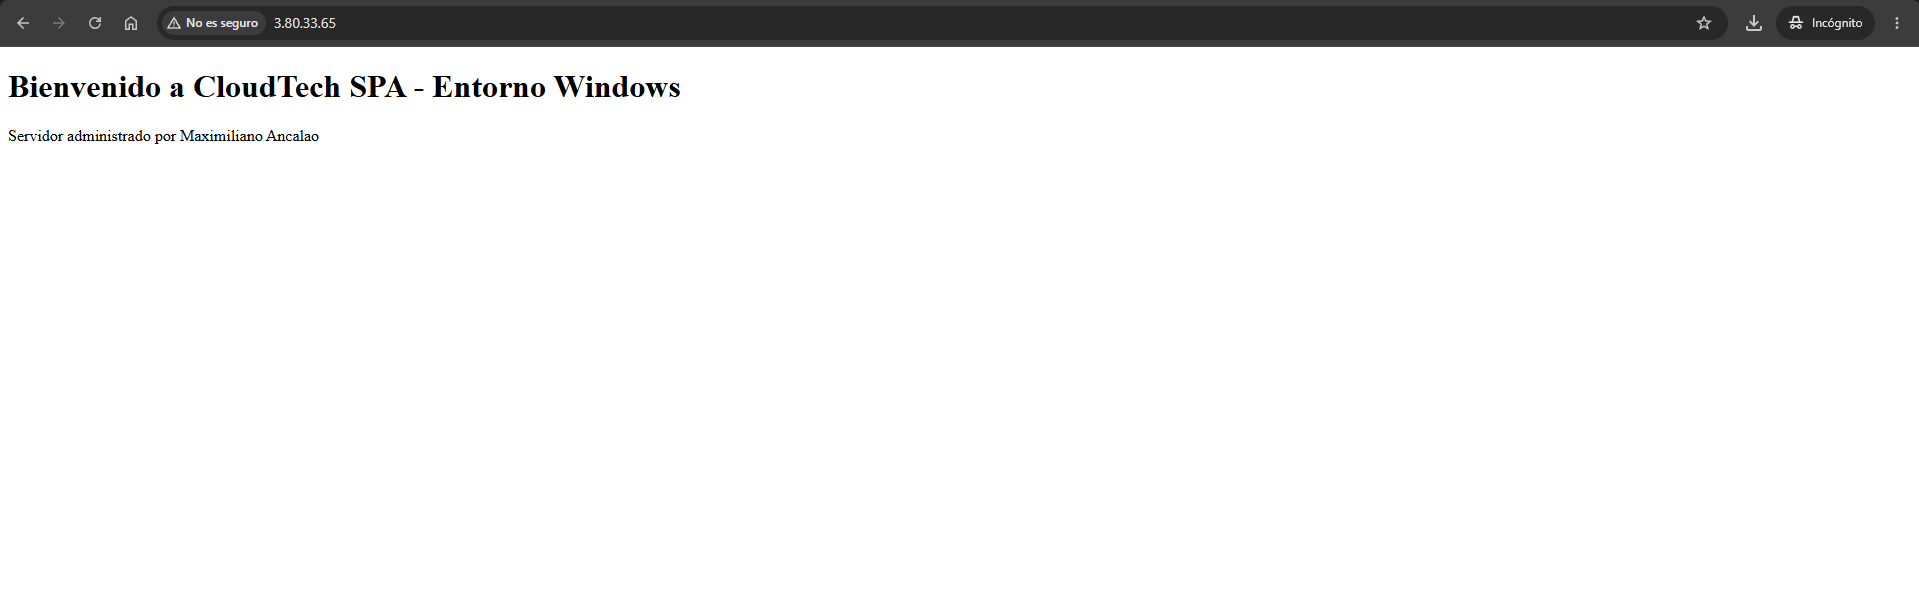 No es seguro 3.80.33.65 Incógnito
Bienvenido a CloudTech SPA - Entorno Windows
Servidor administrado por Maximiliano Ancalao